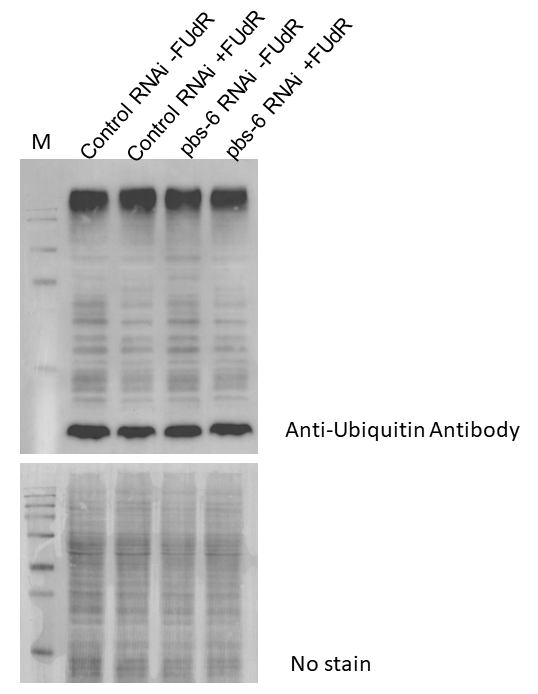 M
Control RNAi -FUdR
Control RNAi +FUdR
pbs-6 RNAi -FUdR
pbs-6 RNAi +FUdR
Anti-Ubiquitin Antibody
No stain